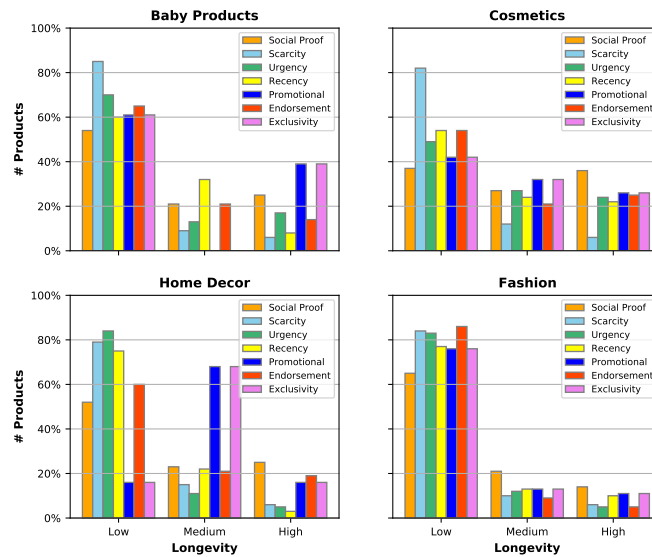 Baby Products
# Products
100%
80%
60%
40%
20%
0%
Social Proof
Scarcity
Urgency
Recency
Promotional
Endorsement
Exclusivity
Cosmetics
Social Proof
Scarcity
Urgency
Recency
Promotional
Endorsement
Exclusivity
Home Decor
# Products
100%
80%
60%
40%
20%
0%
Social Proof
Scarcity
Urgency
Recency
Promotional
Endorsement
Exclusivity
Low Medium High
Longevity
Fashion
Social Proof
Scarcity
Urgency
Recency
Promotional
Endorsement
Exclusivity
Low Medium High
Longevity